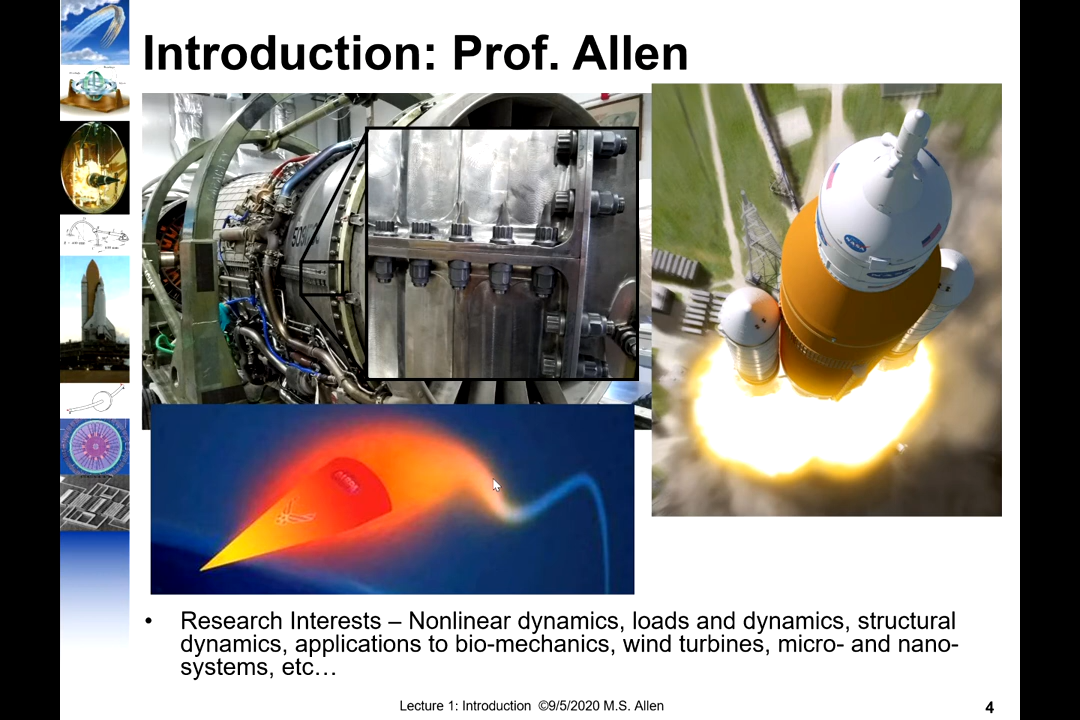 Introduction: Prof. Allen
NASA
• Research Interests – Nonlinear dynamics, loads and dynamics, structural
dynamics, applications to bio-mechanics, wind turbines, micro- and nano-
systems, etc…
Lecture 1: Introduction ©9/5/2020 M.S. Allen
4